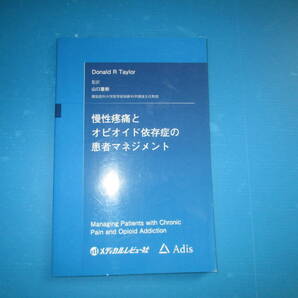 Donald R Taylor
監訳
山口重樹
慢性疼痛と
オピオイド依存症の
患者マネジメント
Managing Patients with Chronic
Pain and Opioid Addiction
メディカルレビュー社
Adis